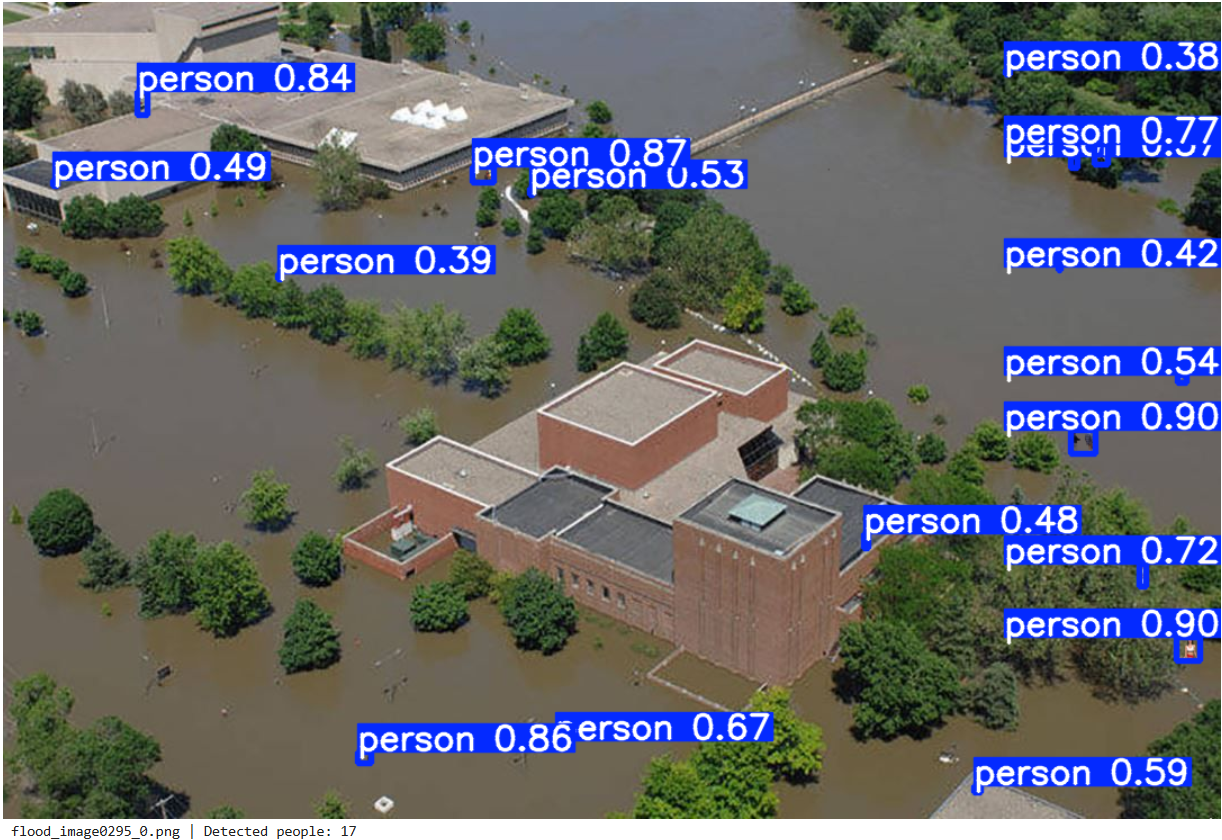 person 0.38
person 0.84
person 0.77
person 0.87
person 0.49
person 0.53
person 0.42
person 0.39
person 0.54
person 0.90
person 0.48
person 0.72
person 0.90
erson 0.67
person 0.86
person 0.59
flood_image0295_0.png | Detected people: 17